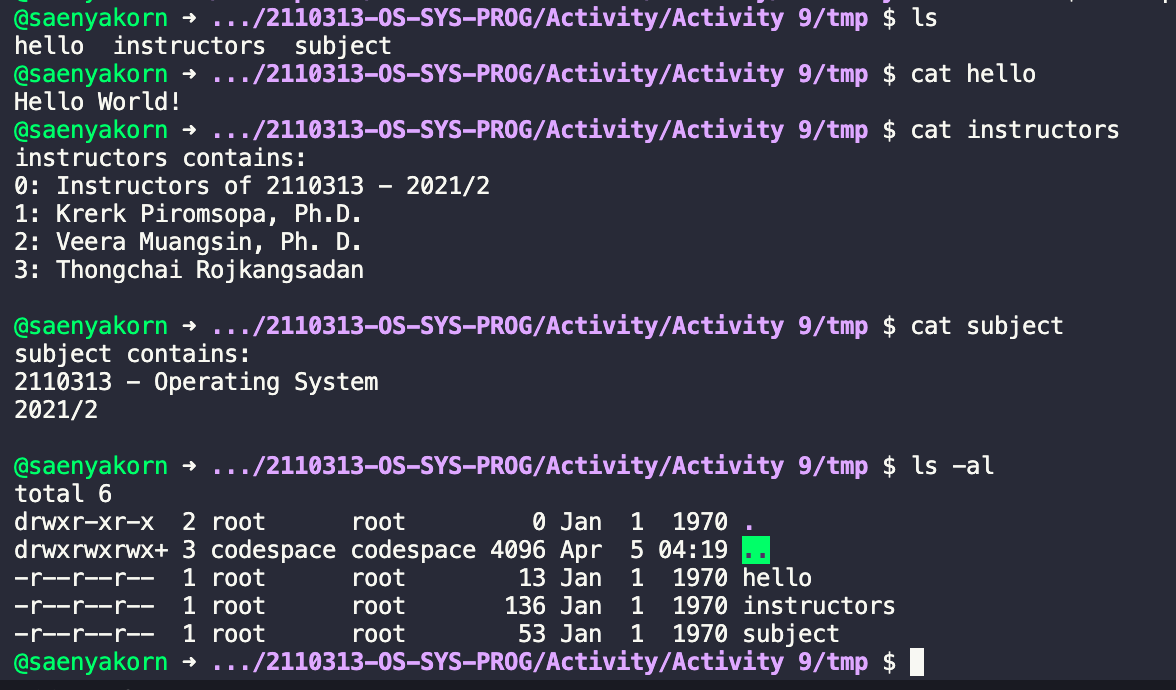 @saenyakorn → .../2110313-OS-SYS-PROG/Activity/Activity 9/tmp $ ls
hello  instructors  subject
@saenyakorn → .../2110313-OS-SYS-PROG/Activity/Activity 9/tmp $ cat hello
Hello World!
@saenyakorn → .../2110313-OS-SYS-PROG/Activity/Activity 9/tmp $ cat instructors
instructors contains:
0: Instructors of 2110313 - 2021/2
1: Krerk Piromsopa, Ph.D.
2: Veera Muangsin, Ph. D.
3: Thongchai Rojkangsadan
@saenyakorn → .../2110313-OS-SYS-PROG/Activity/Activity 9/tmp $ cat subject
subject contains:
2110313 - Operating System
2021/2
@saenyakorn → .../2110313-OS-SYS-PROG/Activity/Activity 9/tmp $ ls -al
total 6
drwxr-xr-x  2 root      root         0 Jan  1  1970 .
drwxrwxrwx+ 3 codespace codespace 4096 Apr  5 04:19 ..
-r--r--r--  1 root      root        13 Jan  1  1970 hello
-r--r--r--  1 root      root       136 Jan  1  1970 instructors
-r--r--r--  1 root      root        53 Jan  1  1970 subject
@saenyakorn → .../2110313-OS-SYS-PROG/Activity/Activity 9/tmp $